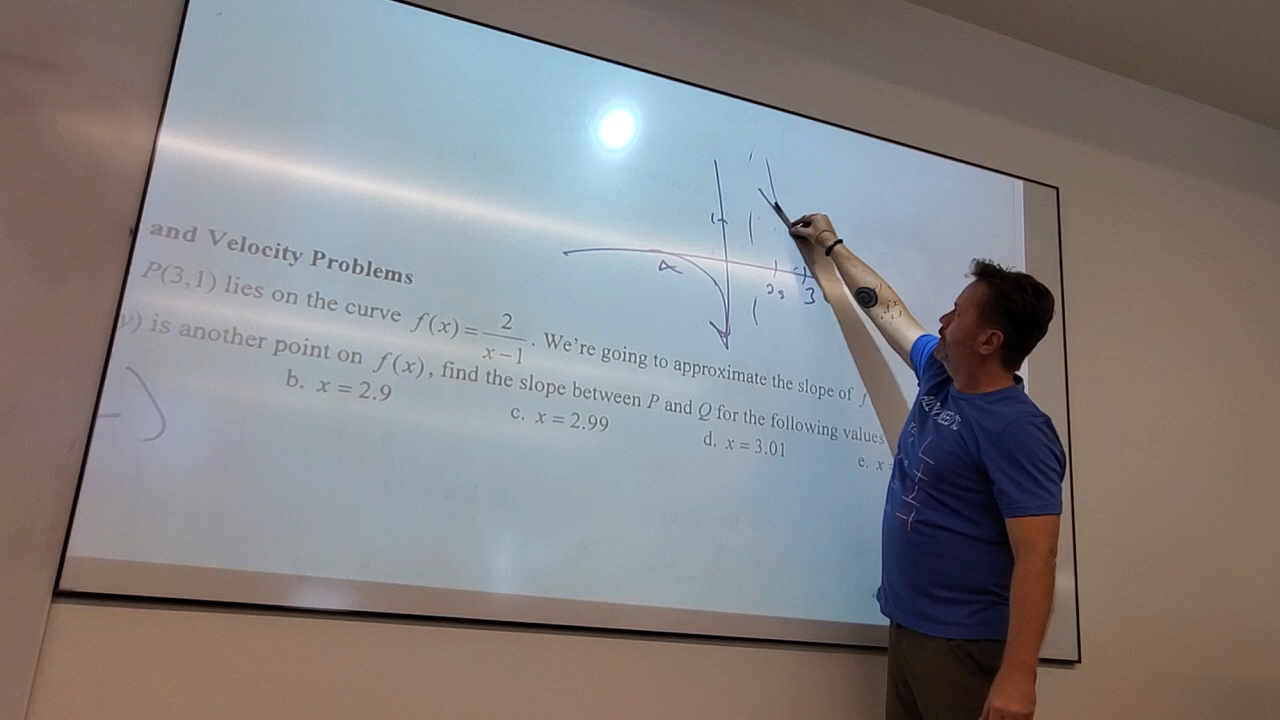 and Velocity Problems
P(3,1) lies on the curve f(x) = 2/(x−1). We're going to approximate the slope of f
y) is another point on f(x), find the slope between P and Q for the following values
b. x = 2.9 c. x = 2.99 d. x = 3.01 e. x =
3